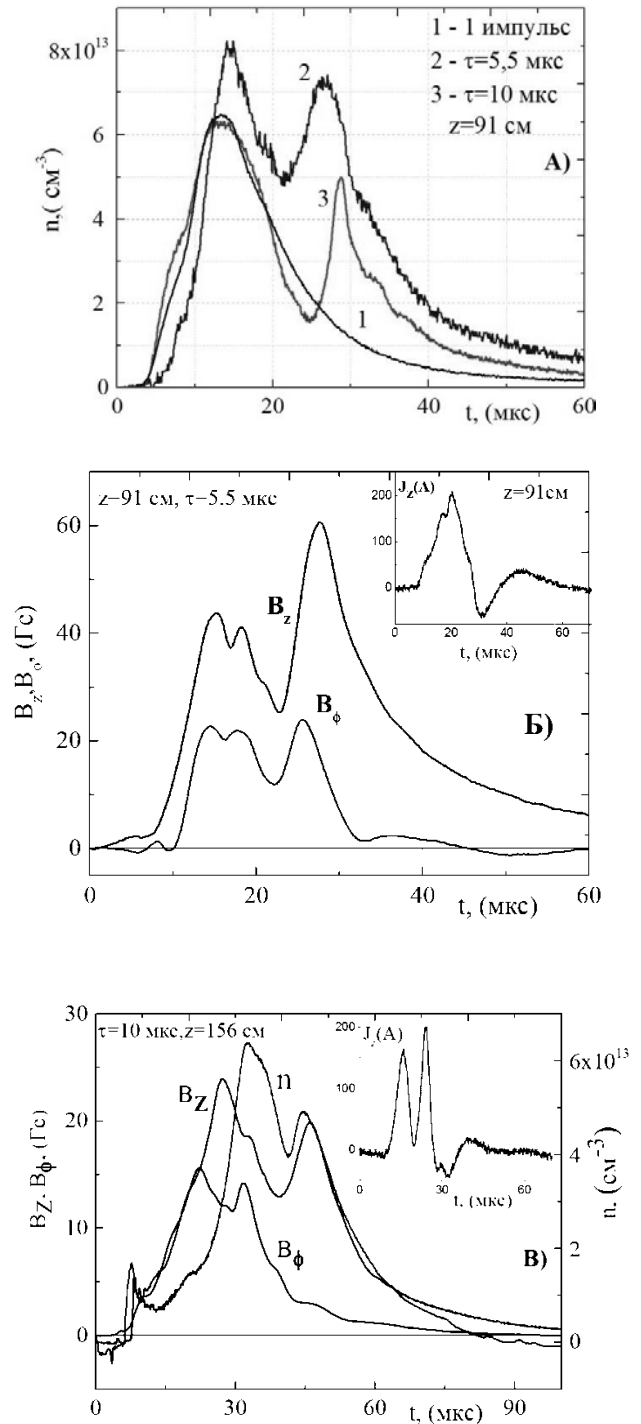 8x10¹³
6
4
2
0
n,( см⁻³)
1 - 1 импульс
2 - τ=5,5 мкс
3 - τ=10 мкс
z=91 см
А)
2
3
1
0 20 40 60
t, (мкс)
z–91 см, τ–5.5 мкс
60
40
20
0
B_z,B_φ, (Гс)
B_z
B_ϕ
J_z(A)
z=91см
200
100
0
0 20 40 60
t, (мкс)
Б)
0 20 40 60
t, (мкс)
τ=10 мкс,z=156 см
30
20
10
0
B_Z. B_ϕ, (Гс)
B_Z
n
B_ϕ
200
J_z(A)
100
0
0 30 60
t, (мкс)
6x10¹³
4
2
0
n. (см⁻³)
В)
0 30 60 90
t, (мкс)